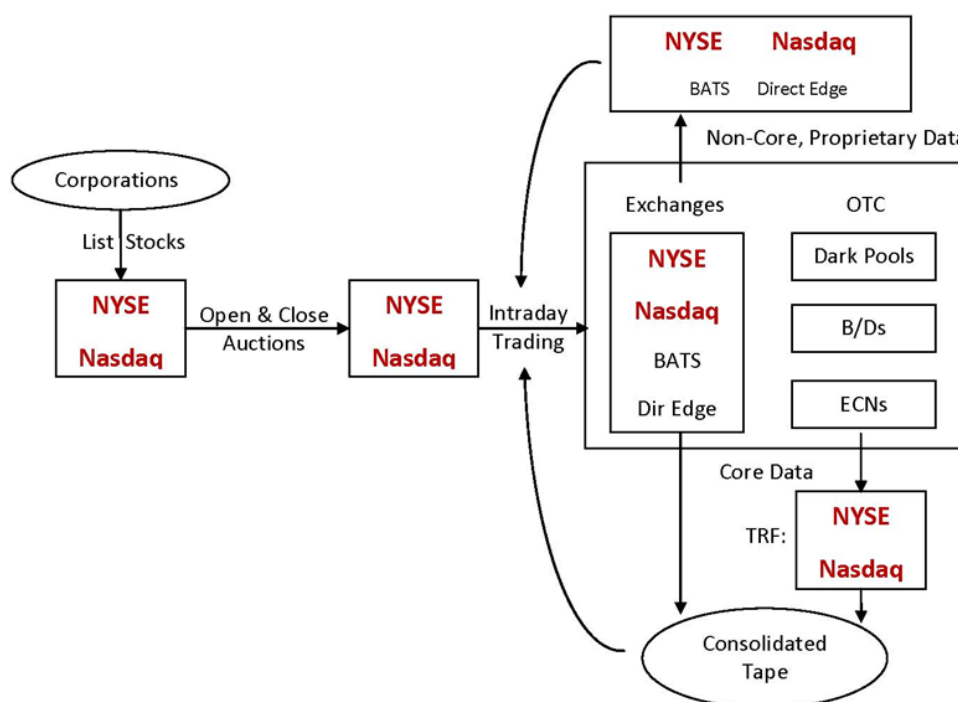 NYSE Nasdaq
BATS Direct Edge
Non-Core, Proprietary Data
Corporations
List Stocks
NYSE
Nasdaq
Open & Close
Auctions
NYSE
Nasdaq
Intraday
Trading
Exchanges
NYSE
Nasdaq
BATS
Dir Edge
OTC
Dark Pools
B/Ds
ECNs
Core Data
TRF:
NYSE
Nasdaq
Consolidated
Tape